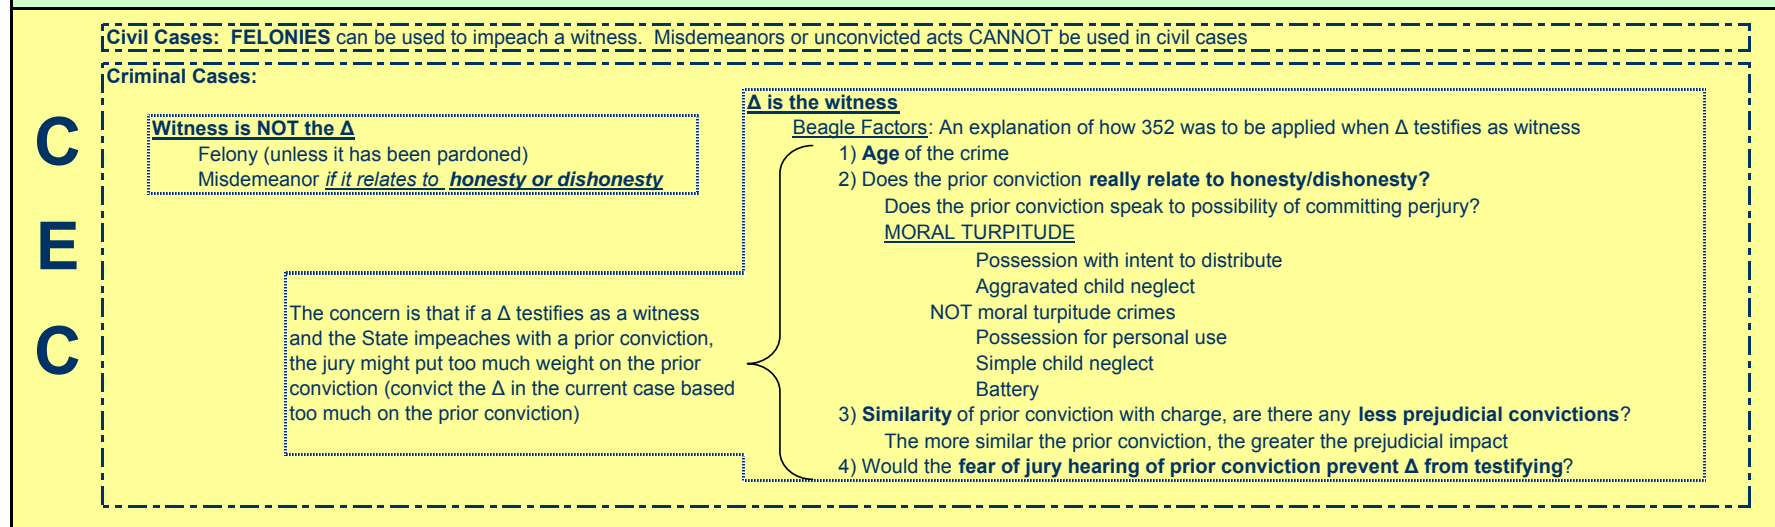 Civil Cases: FELONIES can be used to impeach a witness. Misdemeanors or unconvicted acts CANNOT be used in civil cases
Criminal Cases:
C
E
C
Witness is NOT the Δ
Felony (unless it has been pardoned)
Misdemeanor if it relates to honesty or dishonesty
The concern is that if a Δ testifies as a witness
and the State impeaches with a prior conviction,
the jury might put too much weight on the prior
conviction (convict the Δ in the current case based
too much on the prior conviction)
Δ is the witness
Beagle Factors: An explanation of how 352 was to be applied when Δ testifies as witness
1) Age of the crime
2) Does the prior conviction really relate to honesty/dishonesty?
Does the prior conviction speak to possibility of committing perjury?
MORAL TURPITUDE
Possession with intent to distribute
Aggravated child neglect
NOT moral turpitude crimes
Possession for personal use
Simple child neglect
Battery
3) Similarity of prior conviction with charge, are there any less prejudicial convictions?
The more similar the prior conviction, the greater the prejudicial impact
4) Would the fear of jury hearing of prior conviction prevent Δ from testifying?